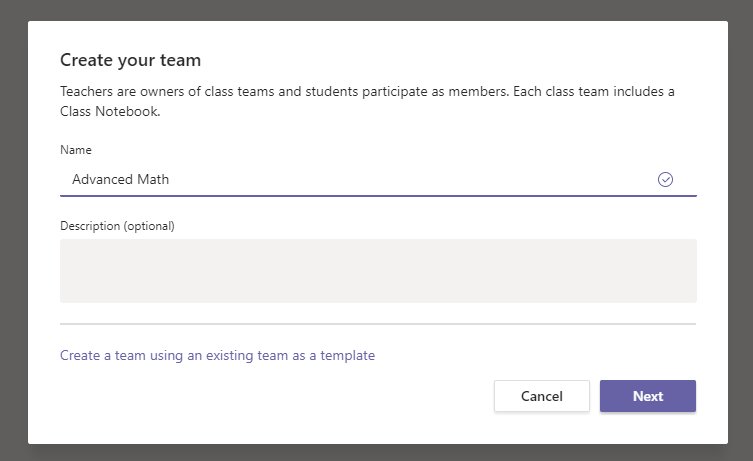 Create your team
Teachers are owners of class teams and students participate as members. Each class team includes a
Class Notebook.
Name
Advanced Math
Description (optional)
Create a team using an existing team as a template
Cancel
Next